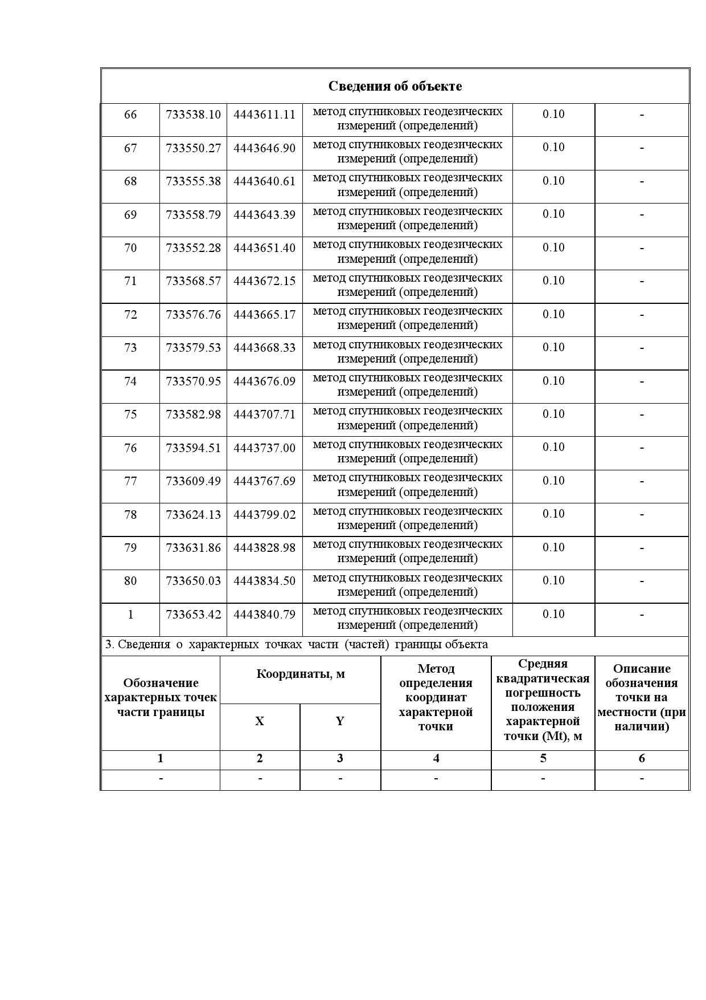 Сведения об объекте
66 733538.10 4443611.11 метод спутниковых геодезических измерений (определений) 0.10 -
67 733550.27 4443646.90 метод спутниковых геодезических измерений (определений) 0.10 -
68 733555.38 4443640.61 метод спутниковых геодезических измерений (определений) 0.10 -
69 733558.79 4443643.39 метод спутниковых геодезических измерений (определений) 0.10 -
70 733552.28 4443651.40 метод спутниковых геодезических измерений (определений) 0.10 -
71 733568.57 4443672.15 метод спутниковых геодезических измерений (определений) 0.10 -
72 733576.76 4443665.17 метод спутниковых геодезических измерений (определений) 0.10 -
73 733579.53 4443668.33 метод спутниковых геодезических измерений (определений) 0.10 -
74 733570.95 4443676.09 метод спутниковых геодезических измерений (определений) 0.10 -
75 733582.98 4443707.71 метод спутниковых геодезических измерений (определений) 0.10 -
76 733594.51 4443737.00 метод спутниковых геодезических измерений (определений) 0.10 -
77 733609.49 4443767.69 метод спутниковых геодезических измерений (определений) 0.10 -
78 733624.13 4443799.02 метод спутниковых геодезических измерений (определений) 0.10 -
79 733631.86 4443828.98 метод спутниковых геодезических измерений (определений) 0.10 -
80 733650.03 4443834.50 метод спутниковых геодезических измерений (определений) 0.10 -
1 733653.42 4443840.79 метод спутниковых геодезических измерений (определений) 0.10 -
3. Сведения о характерных точках части (частей) границы объекта
Обозначение
характерных точек
части границы
Координаты, м
X Y
Метод
определения
координат
характерной
точки
Средняя
квадратическая
погрешность
положения
характерной
точки (Mt), м
Описание
обозначения
точки на
местности (при
наличии)
1 2 3 4 5 6
- - - - - -